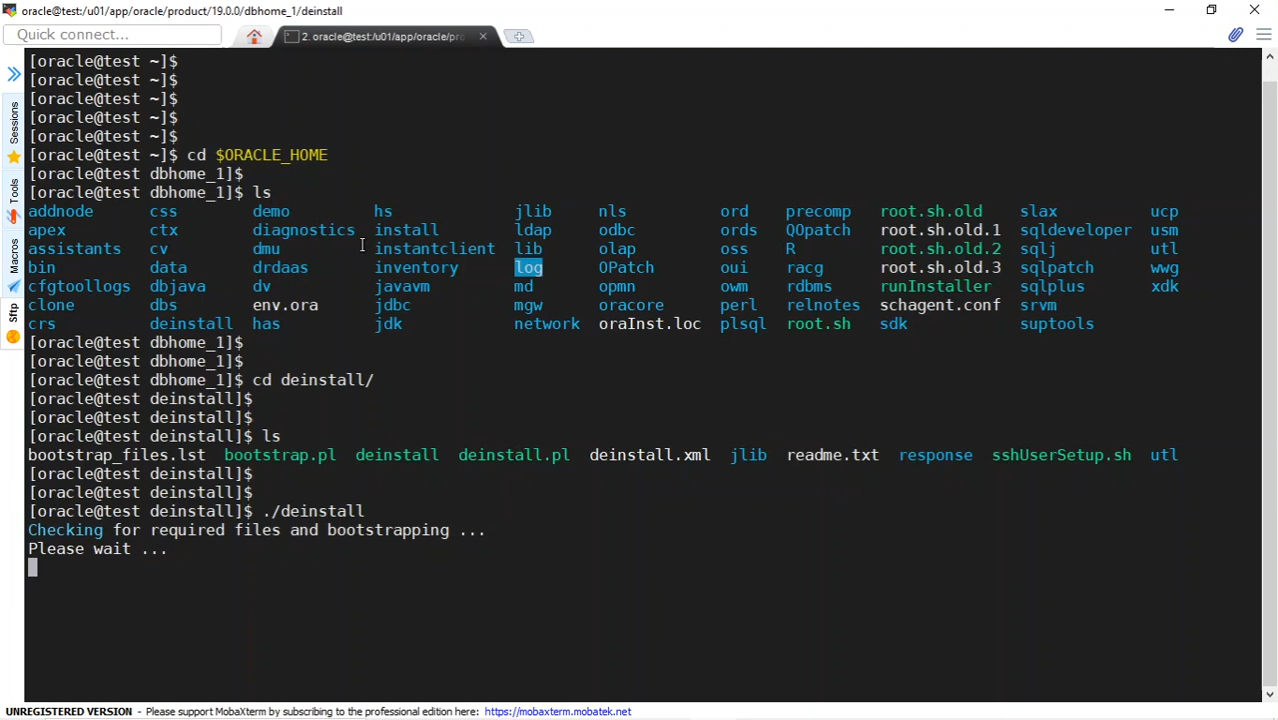 oracle@test:/u01/app/oracle/product/19.0.0/dbhome_1/deinstall
Quick connect...
2. oracle@test:/u01/app/oracle/pro
Sessions
Tools
Macros
Sftp
[oracle@test ~]$
[oracle@test ~]$
[oracle@test ~]$
[oracle@test ~]$
[oracle@test ~]$
[oracle@test ~]$ cd $ORACLE_HOME
[oracle@test dbhome_1]$
[oracle@test dbhome_1]$ ls
addnode css demo hs jlib nls ord precomp root.sh.old slax ucp
apex ctx diagnostics install ldap odbc ords QOpatch root.sh.old.1 sqldeveloper usm
assistants cv dmu instantclient lib olap oss R root.sh.old.2 sqlj utl
bin data drdaas inventory log OPatch oui racg root.sh.old.3 sqlpatch wwg
cfgtoollogs dbjava dv javavm md opmn owm rdbms runInstaller sqlplus xdk
clone dbs env.ora jdbc mgw oracore perl relnotes schagent.conf srvm
crs deinstall has jdk network oraInst.loc plsql root.sh sdk suptools
[oracle@test dbhome_1]$
[oracle@test dbhome_1]$
[oracle@test dbhome_1]$ cd deinstall/
[oracle@test deinstall]$
[oracle@test deinstall]$
[oracle@test deinstall]$ ls
bootstrap_files.lst bootstrap.pl deinstall deinstall.pl deinstall.xml jlib readme.txt response sshUserSetup.sh utl
[oracle@test deinstall]$
[oracle@test deinstall]$
[oracle@test deinstall]$ ./deinstall
Checking for required files and bootstrapping ...
Please wait ...
UNREGISTERED VERSION - Please support MobaXterm by subscribing to the professional edition here: https://mobaxterm.mobatek.net